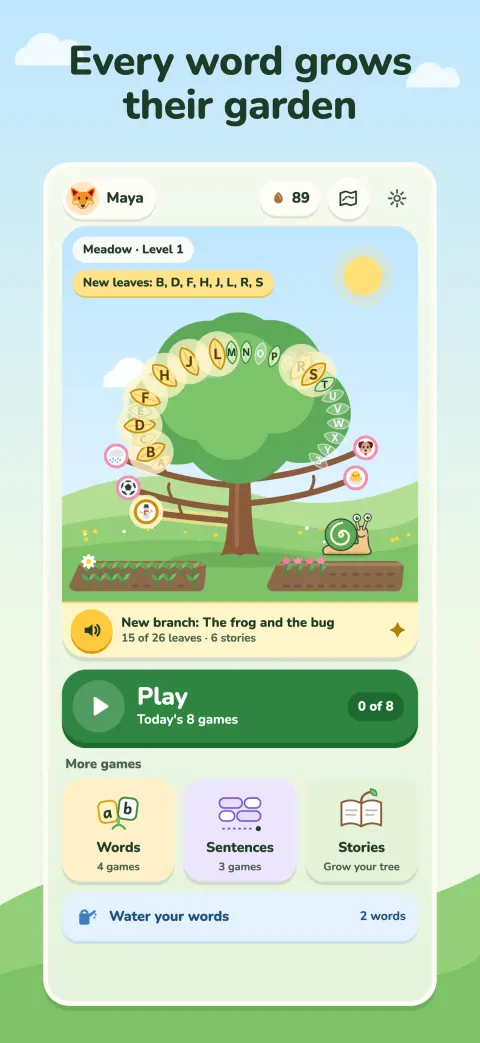 Every word grows
their garden
Maya
89
Meadow · Level 1
New leaves: B, D, F, H, J, L, R, S
A
B
C
D
E
F
H
J
L
M
N
O
P
R
S
T
U
V
W
X
Y
Z
New branch: The frog and the bug
15 of 26 leaves · 6 stories
Play
Today's 8 games
0 of 8
More games
a b
Words
4 games
Sentences
3 games
Stories
Grow your tree
Water your words
2 words